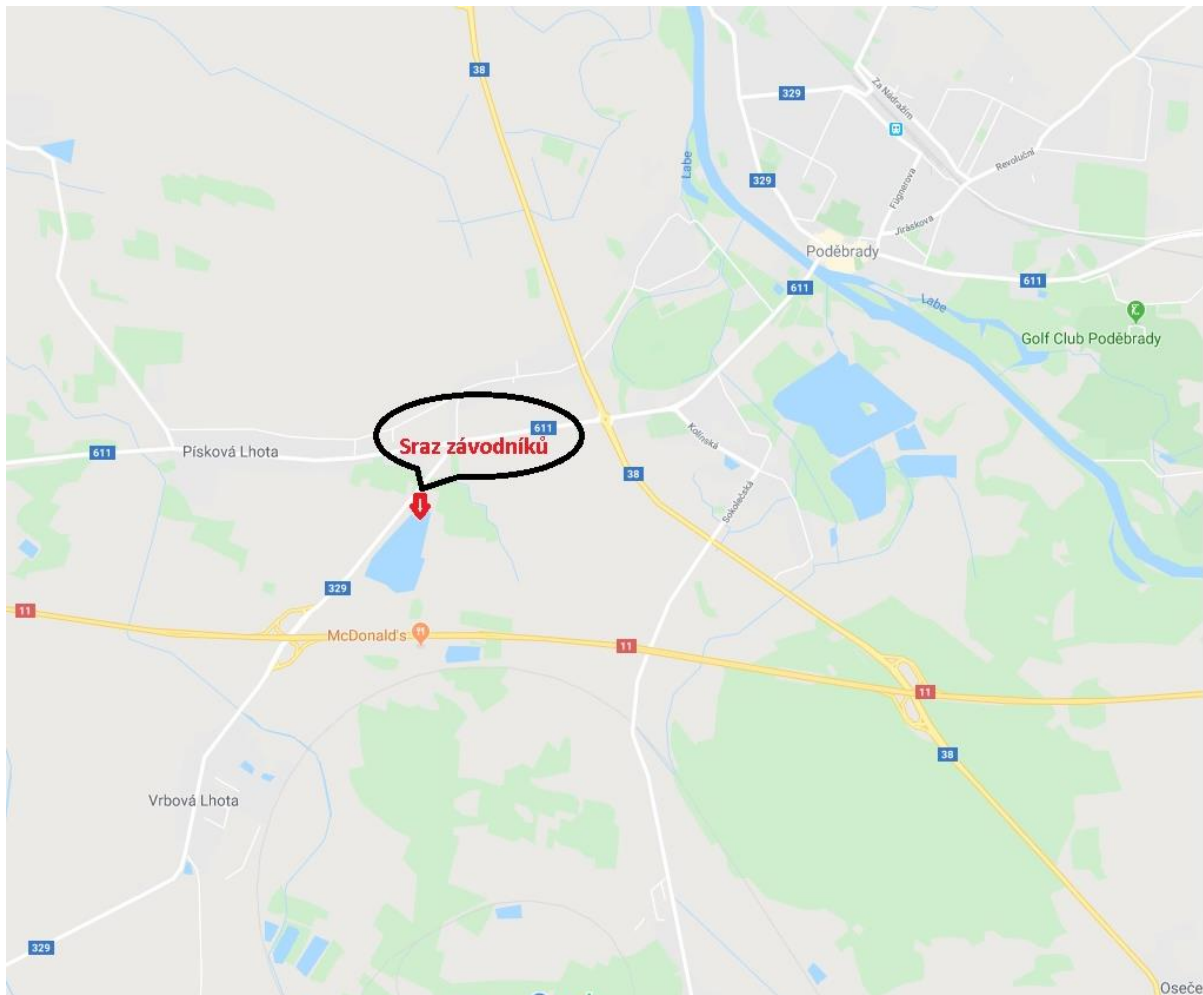 38
329
Za Nádražím
Revoluční
Fügnerova
Labe
329
Jiráskova
Poděbrady
611
611
Labe
Golf Club Poděbrady
611
Sraz závodníků
Kolínská
611
Písková Lhota
38
Sokolečská
329
11
McDonald's
11
11
38
Vrbová Lhota
329
Oseče